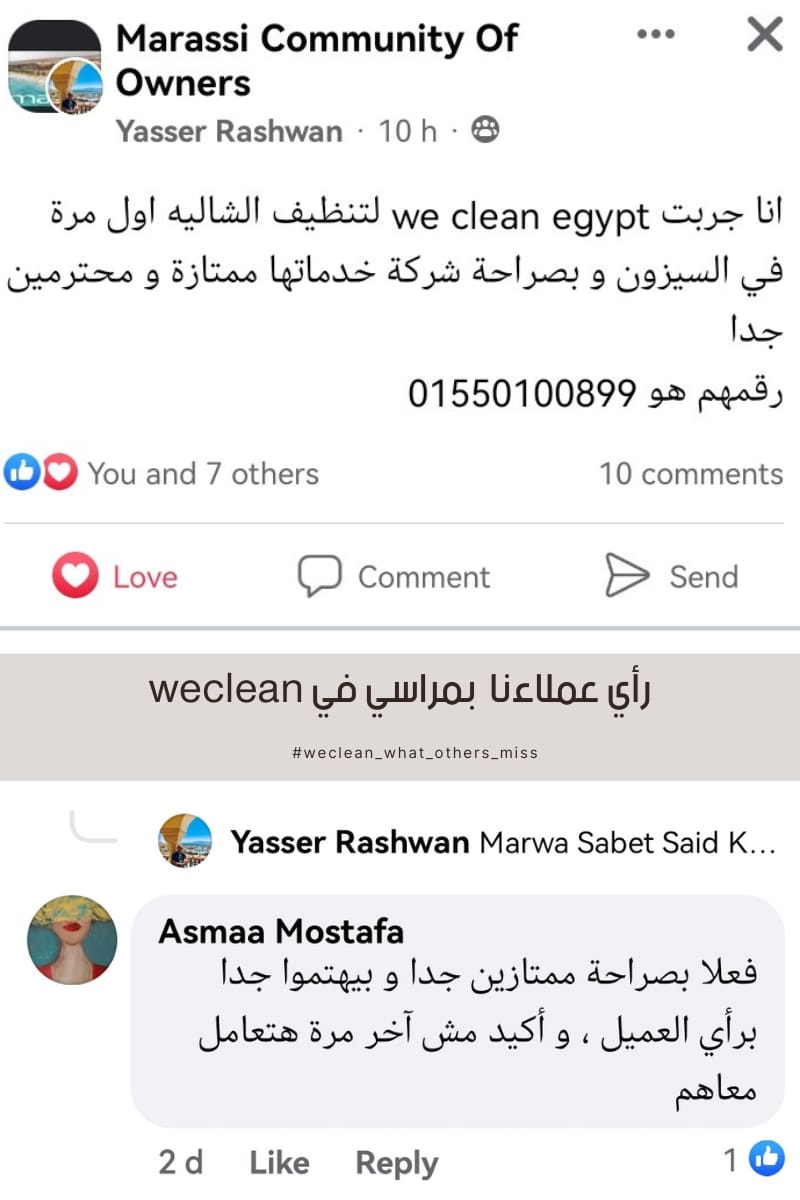 Marassi Community Of
Owners
Yasser Rashwan · 10 h ·
انا جربت we clean egypt لتنظيف الشاليه اول مرة
في السيزون و بصراحة شركة خدماتها ممتازة و محترمين
جدا
رقمهم هو 01550100899
You and 7 others 10 comments
Love Comment Send
رأي عملاءنا بمراسي في weclean
#weclean_what_others_miss
Yasser Rashwan Marwa Sabet Said K...
Asmaa Mostafa
فعلا بصراحة ممتازين جدا و بيهتموا جدا
برأي العميل ، و أكيد مش آخر مرة هتعامل
معاهم
2 d Like Reply 1